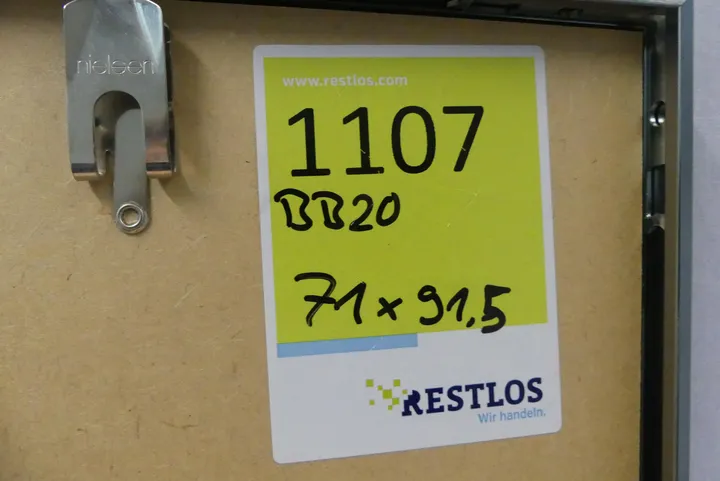 nielsen
www.restlos.com
1107
BB20
71 x 91,5
RESTLOS
Wir handeln.